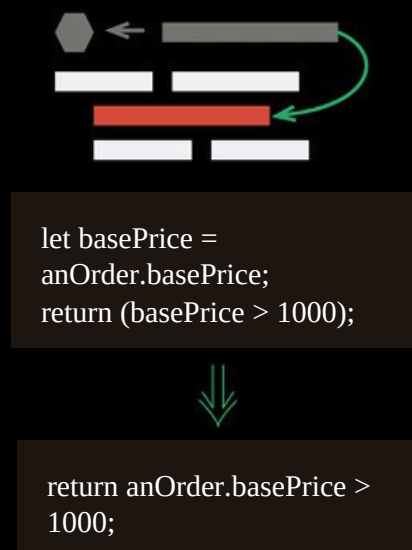 let basePrice =
anOrder.basePrice;
return (basePrice > 1000);
return anOrder.basePrice >
1000;